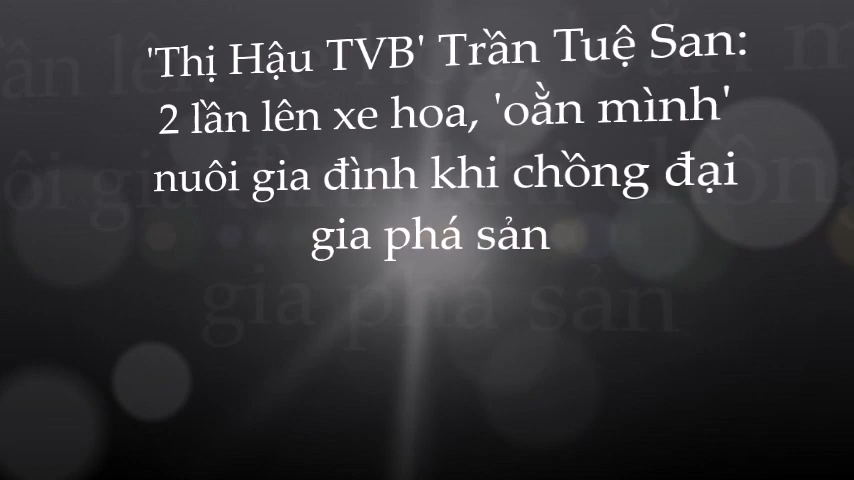 'Thị Hậu TVB' Trần Tuệ San:
2 lần lên xe hoa, 'oằn mình'
nuôi gia đình khi chồng đại
gia phá sản